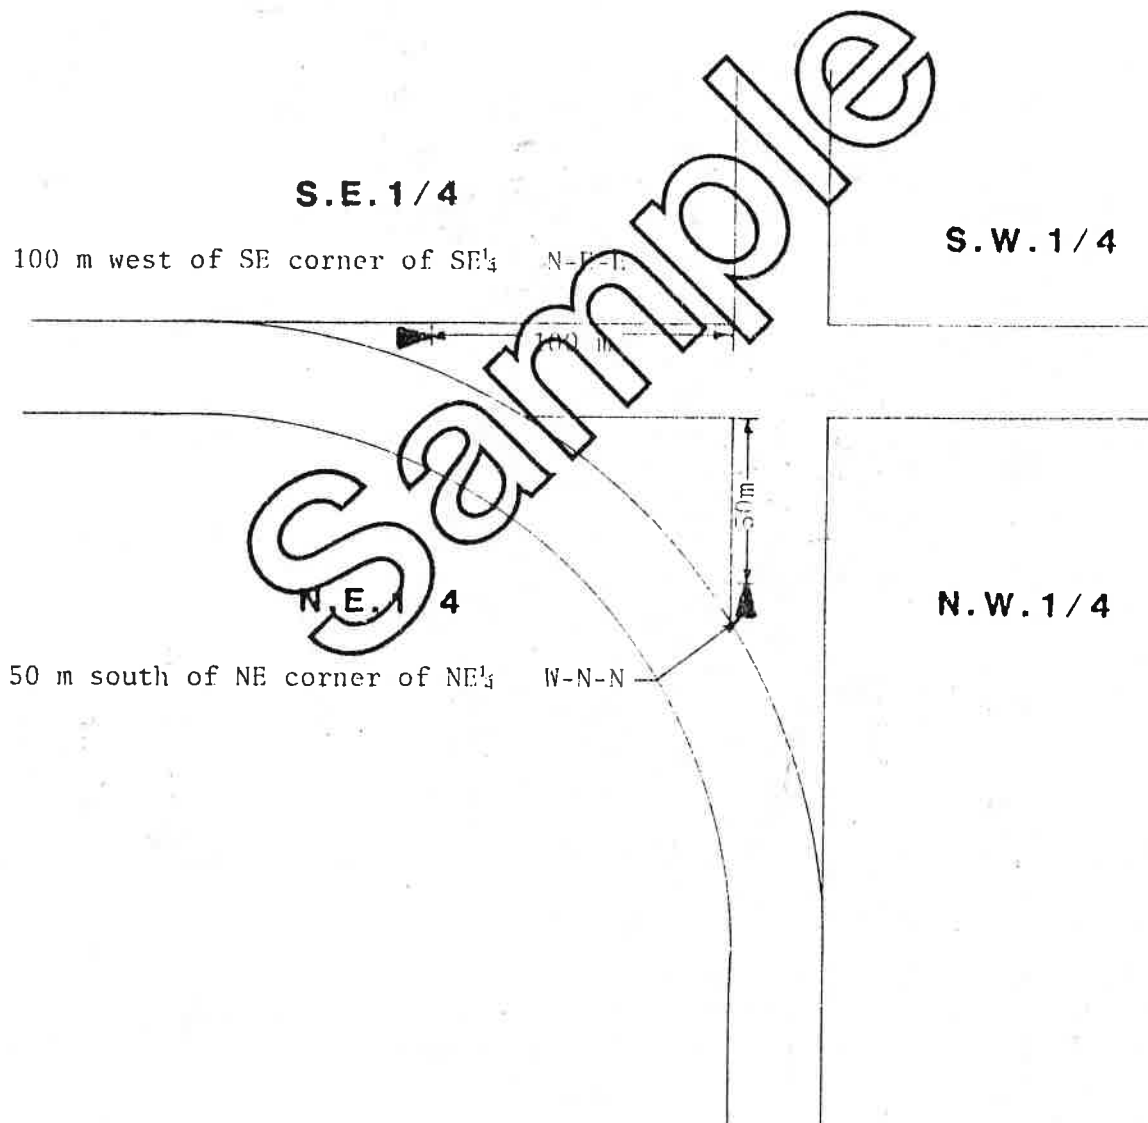 Sample
S.E.1/4
S.W.1/4
100 m west of SE corner of SE¼ N-E-E
100 m
50m
N.E.1/4
N.W.1/4
50 m south of NE corner of NE¼ W-N-N